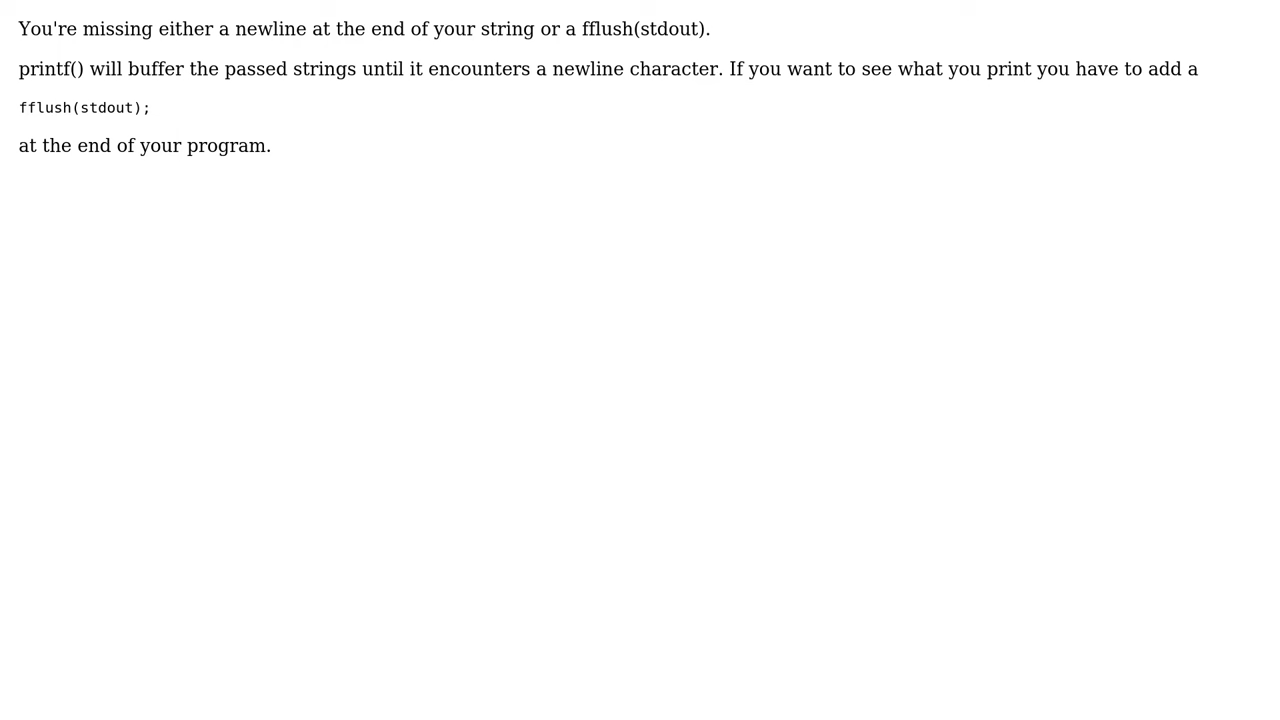 You're missing either a newline at the end of your string or a fflush(stdout).
printf() will buffer the passed strings until it encounters a newline character. If you want to see what you print you have to add a
fflush(stdout);
at the end of your program.